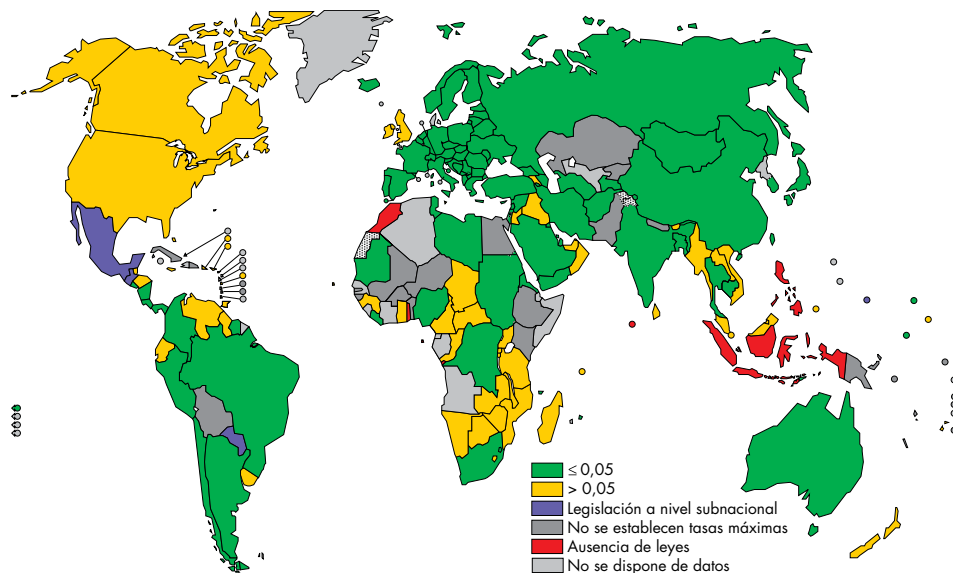 ≤ 0,05
> 0,05
Legislación a nivel subnacional
No se establecen tasas máximas
Ausencia de leyes
No se dispone de datos